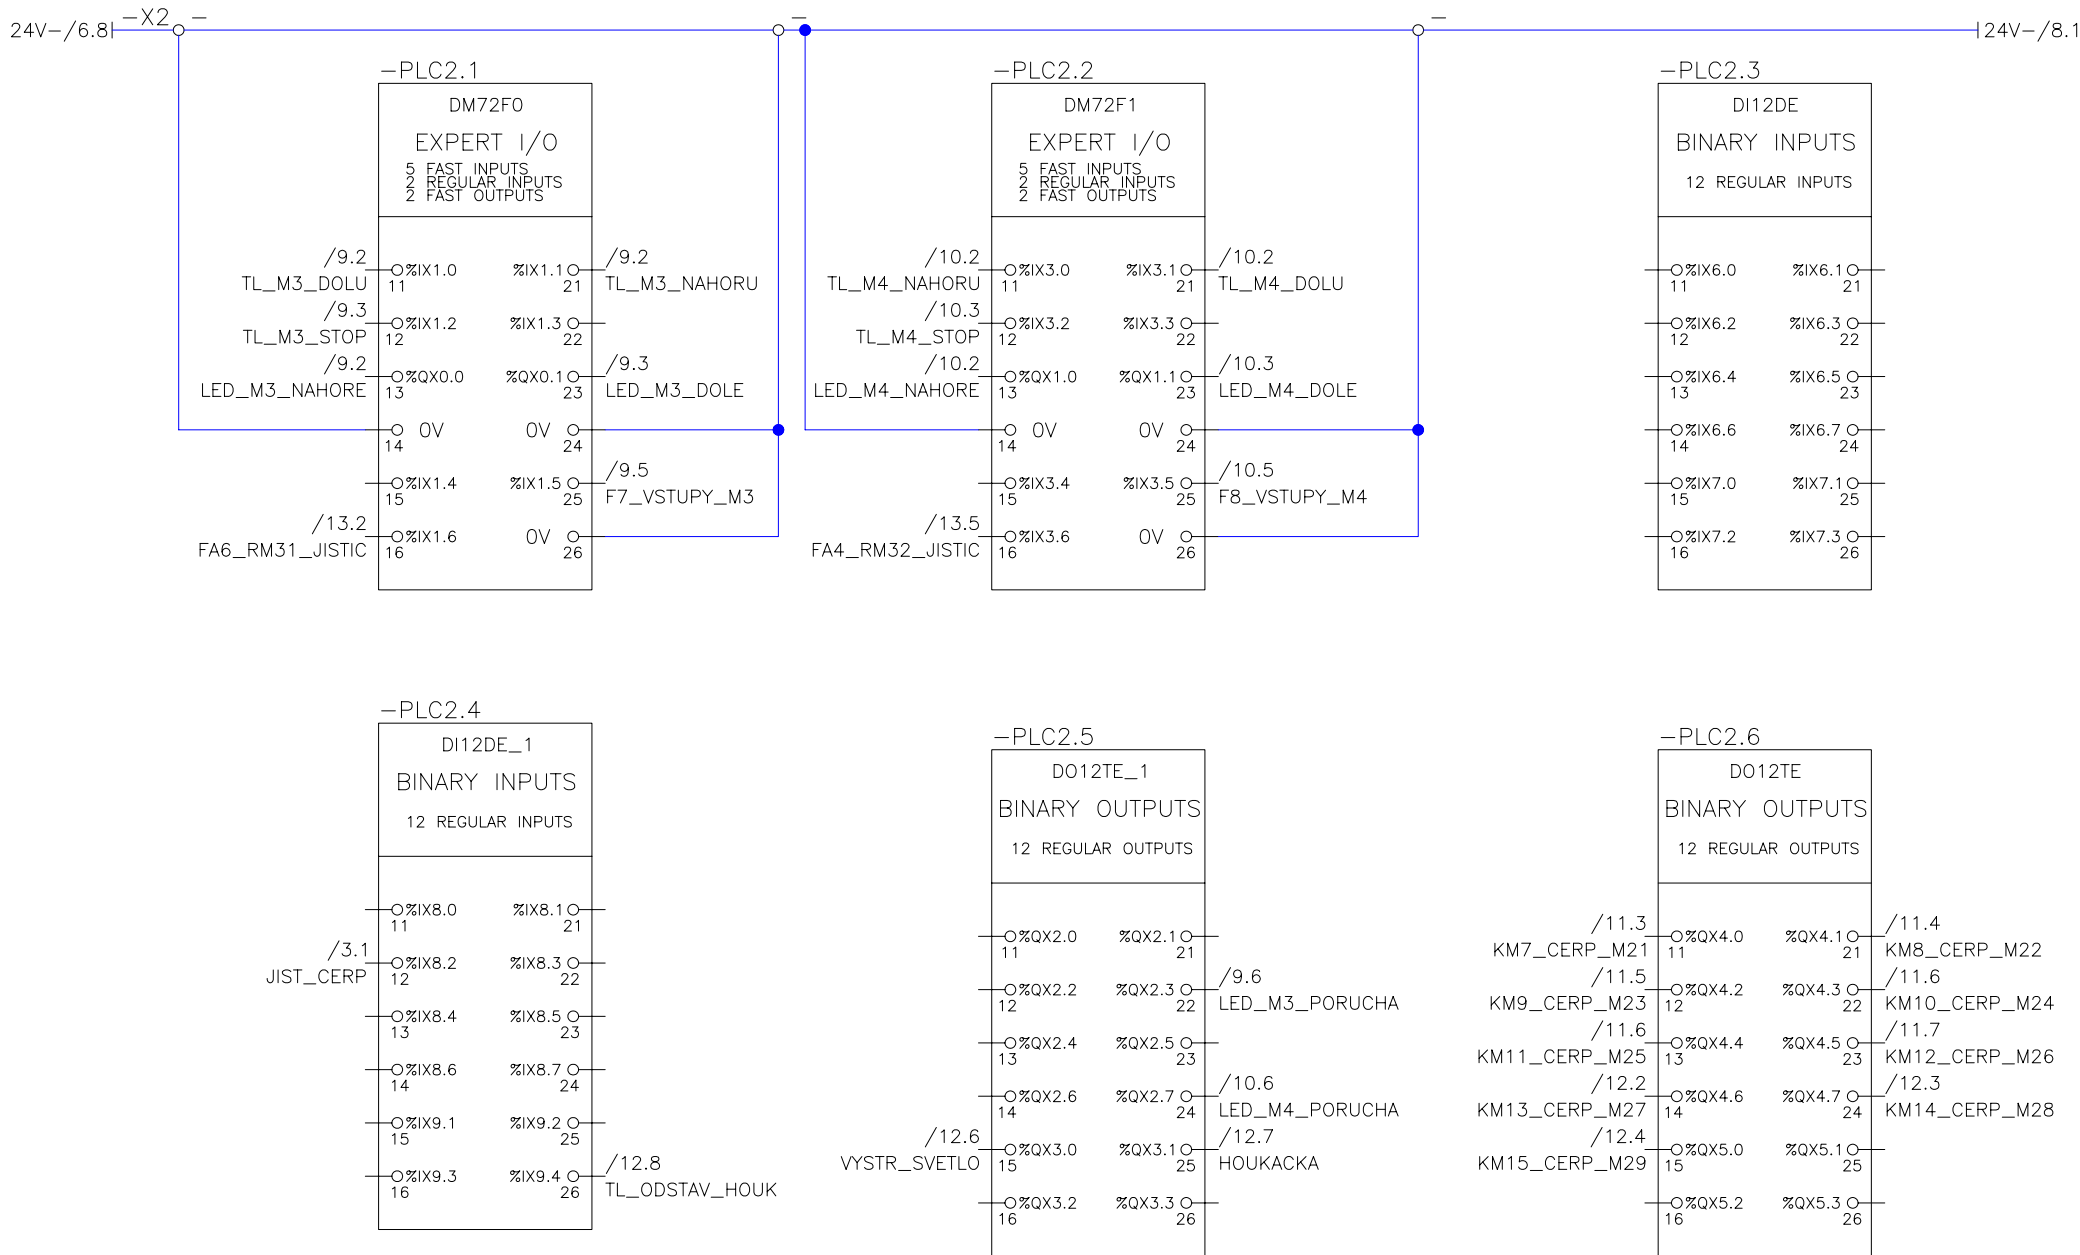 24V-/6.8 -X2 - - - 24V-/8.1
-PLC2.1
DM72F0
EXPERT I/O
5 FAST INPUTS
2 REGULAR INPUTS
2 FAST OUTPUTS
/9.2 /9.2
%IX1.0 %IX1.1
TL_M3_DOLU 11 21 TL_M3_NAHORU
/9.3
%IX1.2 %IX1.3
TL_M3_STOP 12 22
/9.2 /9.3
%QX0.0 %QX0.1
LED_M3_NAHORE 13 23 LED_M3_DOLE
0V 0V
14 24
/9.5
%IX1.4 %IX1.5
15 25 F7_VSTUPY_M3
/13.2
%IX1.6 0V
FA6_RM31_JISTIC 16 26
-PLC2.2
DM72F1
EXPERT I/O
5 FAST INPUTS
2 REGULAR INPUTS
2 FAST OUTPUTS
/10.2 /10.2
%IX3.0 %IX3.1
TL_M4_NAHORU 11 21 TL_M4_DOLU
/10.3
%IX3.2 %IX3.3
TL_M4_STOP 12 22
/10.2 /10.3
%QX1.0 %QX1.1
LED_M4_NAHORE 13 23 LED_M4_DOLE
0V 0V
14 24
/10.5
%IX3.4 %IX3.5
15 25 F8_VSTUPY_M4
/13.5
%IX3.6 0V
FA4_RM32_JISTIC 16 26
-PLC2.3
DI12DE
BINARY INPUTS
12 REGULAR INPUTS
%IX6.0 %IX6.1
11 21
%IX6.2 %IX6.3
12 22
%IX6.4 %IX6.5
13 23
%IX6.6 %IX6.7
14 24
%IX7.0 %IX7.1
15 25
%IX7.2 %IX7.3
16 26
-PLC2.4
DI12DE_1
BINARY INPUTS
12 REGULAR INPUTS
%IX8.0 %IX8.1
11 21
/3.1
%IX8.2 %IX8.3
JIST_CERP 12 22
%IX8.4 %IX8.5
13 23
%IX8.6 %IX8.7
14 24
%IX9.1 %IX9.2
15 25
/12.8
%IX9.3 %IX9.4
16 26 TL_ODSTAV_HOUK
-PLC2.5
DO12TE_1
BINARY OUTPUTS
12 REGULAR OUTPUTS
%QX2.0 %QX2.1
11 21
/9.6
%QX2.2 %QX2.3
12 22 LED_M3_PORUCHA
%QX2.4 %QX2.5
13 23
/10.6
%QX2.6 %QX2.7
14 24 LED_M4_PORUCHA
/12.6 /12.7
%QX3.0 %QX3.1
VYSTR_SVETLO 15 25 HOUKACKA
%QX3.2 %QX3.3
16 26
-PLC2.6
DO12TE
BINARY OUTPUTS
12 REGULAR OUTPUTS
/11.3 /11.4
%QX4.0 %QX4.1
KM7_CERP_M21 11 21 KM8_CERP_M22
/11.5 /11.6
%QX4.2 %QX4.3
KM9_CERP_M23 12 22 KM10_CERP_M24
/11.6 /11.7
%QX4.4 %QX4.5
KM11_CERP_M25 13 23 KM12_CERP_M26
/12.2 /12.3
%QX4.6 %QX4.7
KM13_CERP_M27 14 24 KM14_CERP_M28
/12.4
%QX5.0 %QX5.1
KM15_CERP_M29 15 25
%QX5.2 %QX5.3
16 26